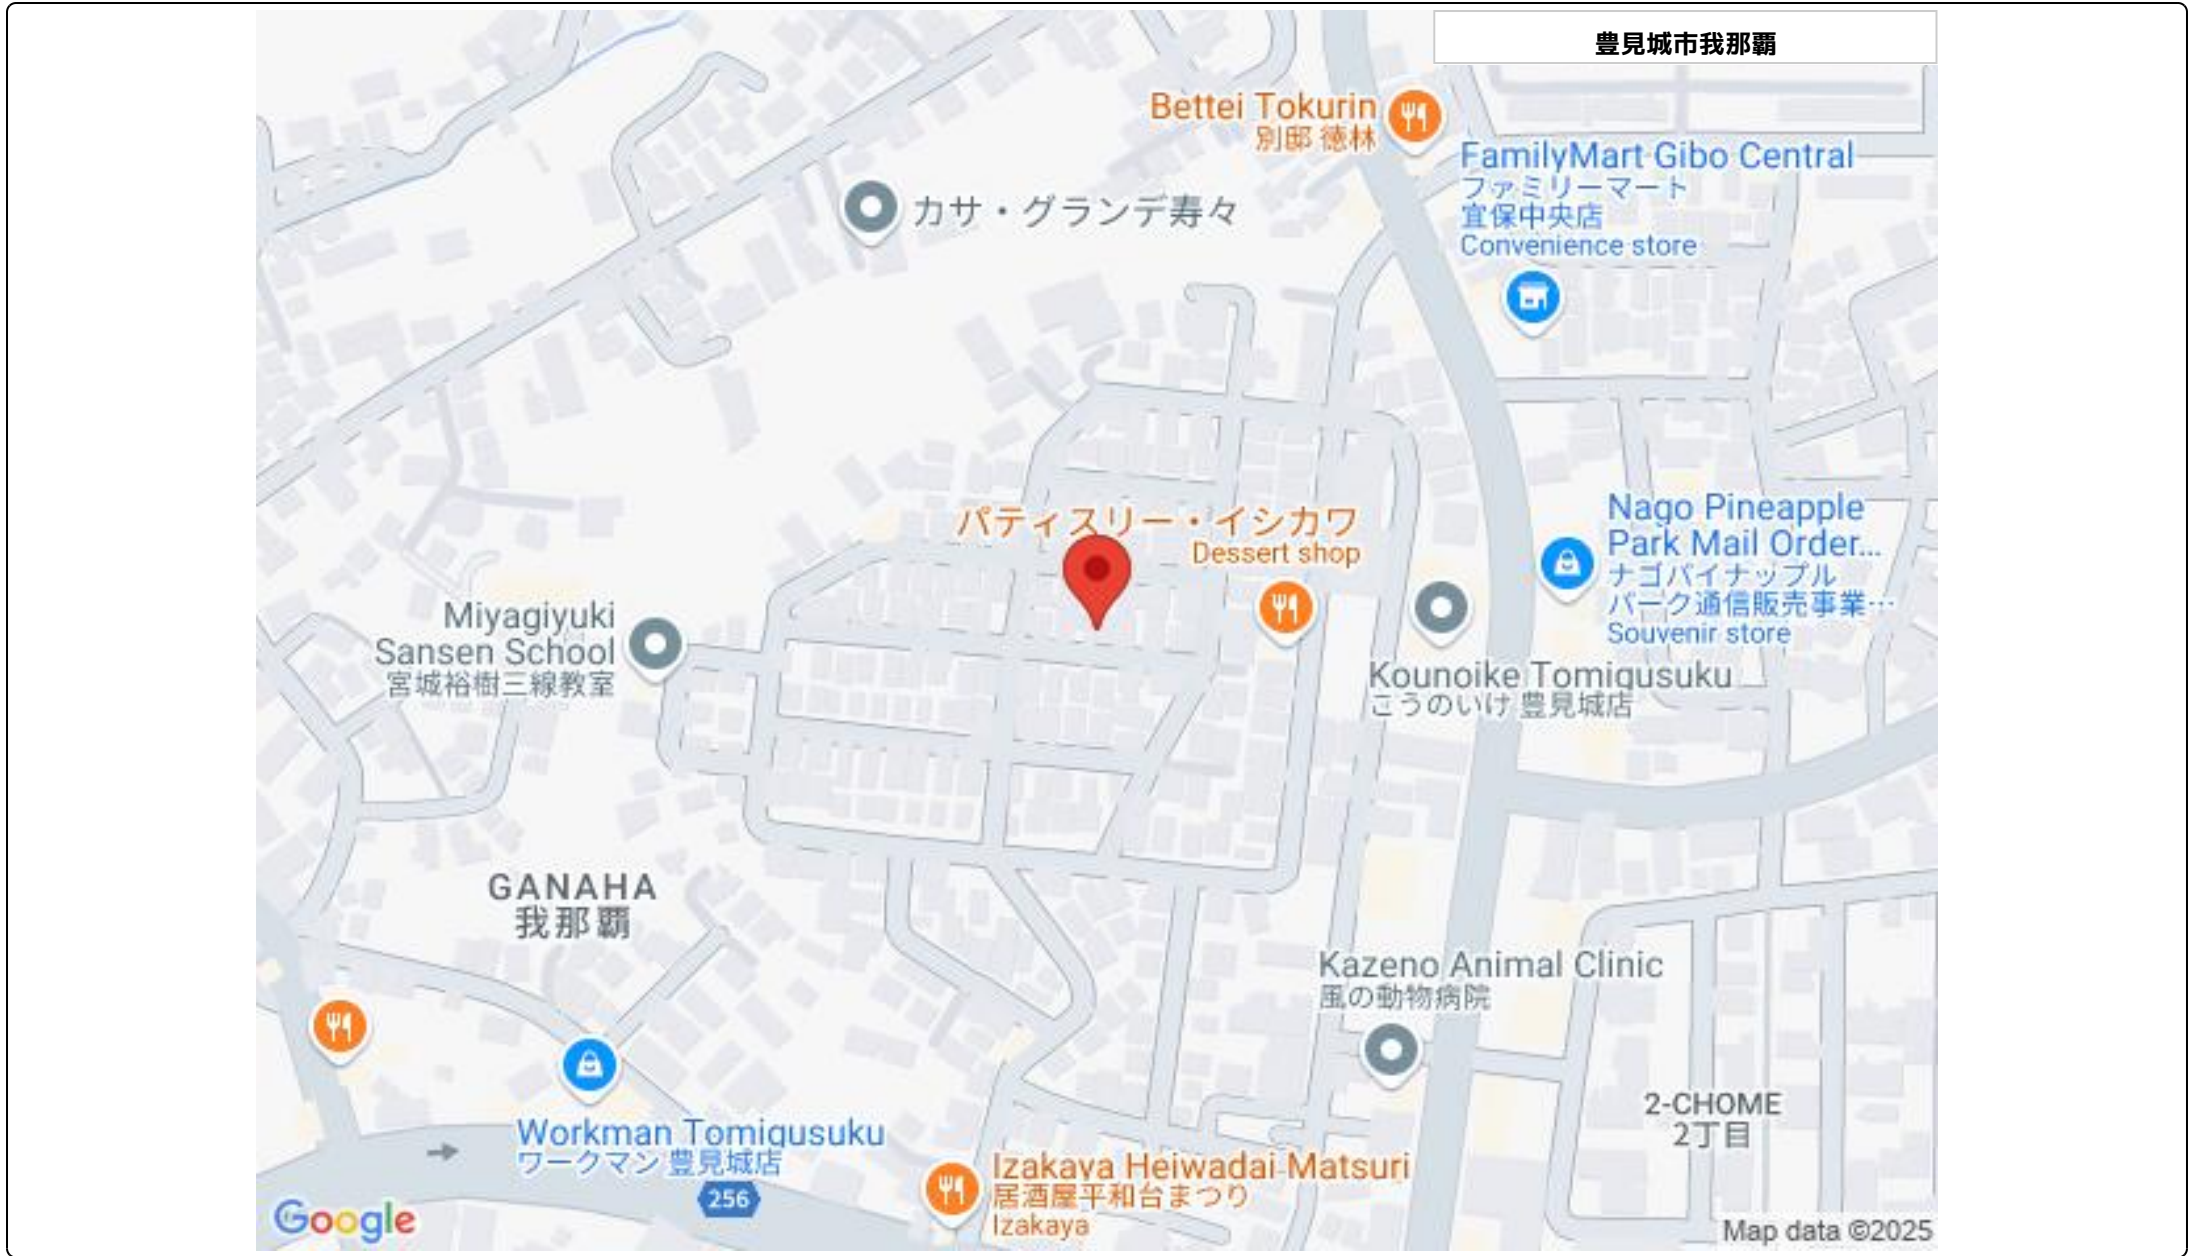 豊見城市我那覇
Bettei Tokurin
別邸 徳林
FamilyMart Gibo Central
ファミリーマート
宜保中央店
Convenience store
カサ・グランデ寿々
パティスリー・イシカワ
Dessert shop
Nago Pineapple
Park Mail Order...
ナゴパイナップル
パーク通信販売事業…
Souvenir store
Miyagiyuki
Sansen School
宮城裕樹三線教室
Kounoike Tomigusuku
こうのいけ 豊見城店
GANAHA
我那覇
Kazeno Animal Clinic
風の動物病院
2-CHOME
2丁目
Workman Tomigusuku
ワークマン 豊見城店
256
Izakaya Heiwadai Matsuri
居酒屋平和台まつり
Izakaya
Google
Map data ©2025